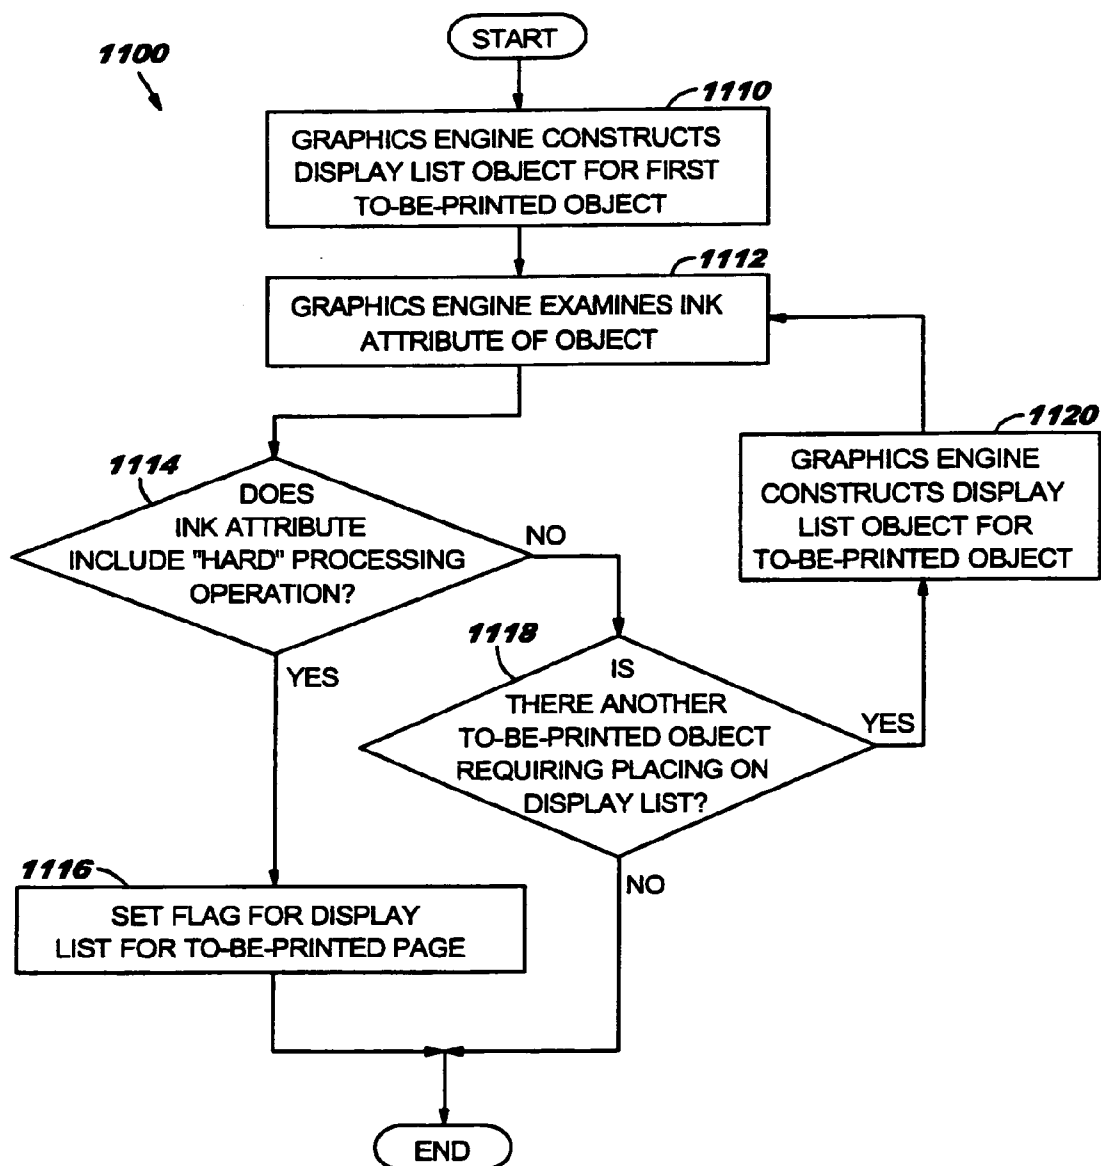 START
1100
1110
GRAPHICS ENGINE CONSTRUCTS
DISPLAY LIST OBJECT FOR FIRST
TO-BE-PRINTED OBJECT
1112
GRAPHICS ENGINE EXAMINES INK
ATTRIBUTE OF OBJECT
1120
GRAPHICS ENGINE
CONSTRUCTS DISPLAY
LIST OBJECT FOR
TO-BE-PRINTED OBJECT
1114
DOES
INK ATTRIBUTE
INCLUDE "HARD" PROCESSING
OPERATION?
NO
YES
1118
IS
THERE ANOTHER
TO-BE-PRINTED OBJECT
REQUIRING PLACING ON
DISPLAY LIST?
YES
NO
1116
SET FLAG FOR DISPLAY
LIST FOR TO-BE-PRINTED PAGE
END